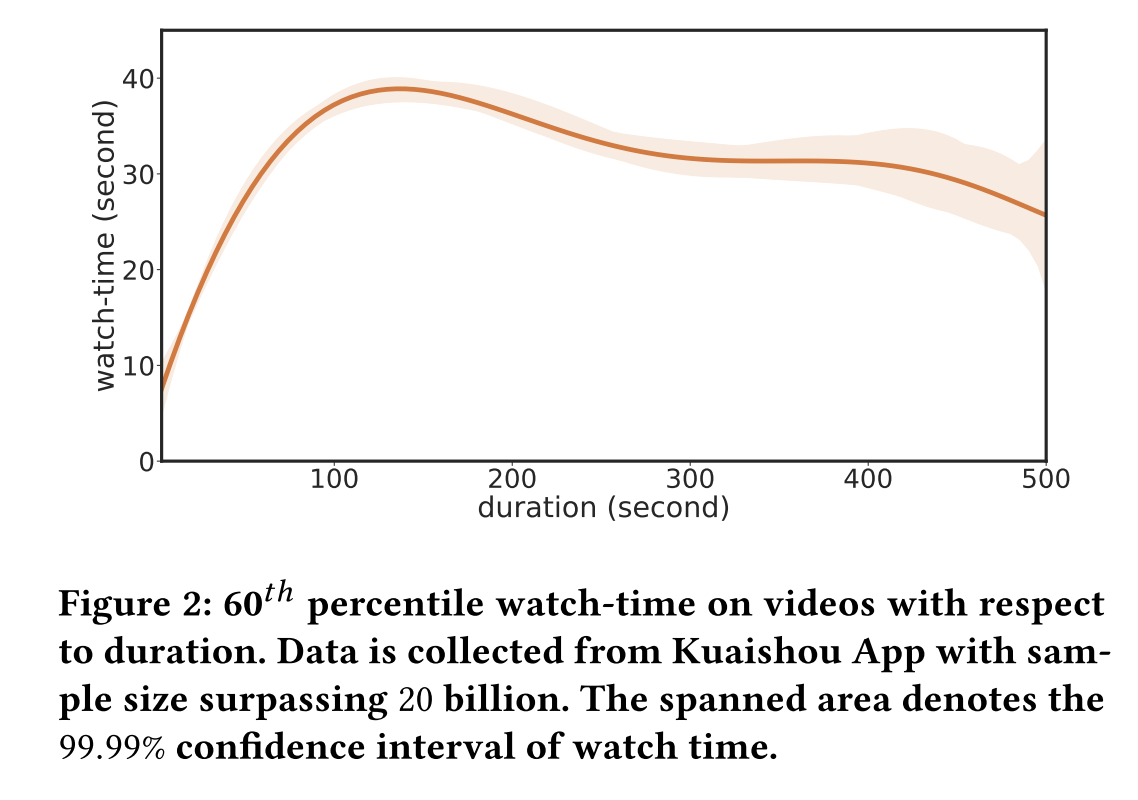 40
30
20
10
0
watch-time (second)
100 200 300 400 500
duration (second)
Figure 2: 60th percentile watch-time on videos with respect
to duration. Data is collected from Kuaishou App with sam-
ple size surpassing 20 billion. The spanned area denotes the
99.99% confidence interval of watch time.